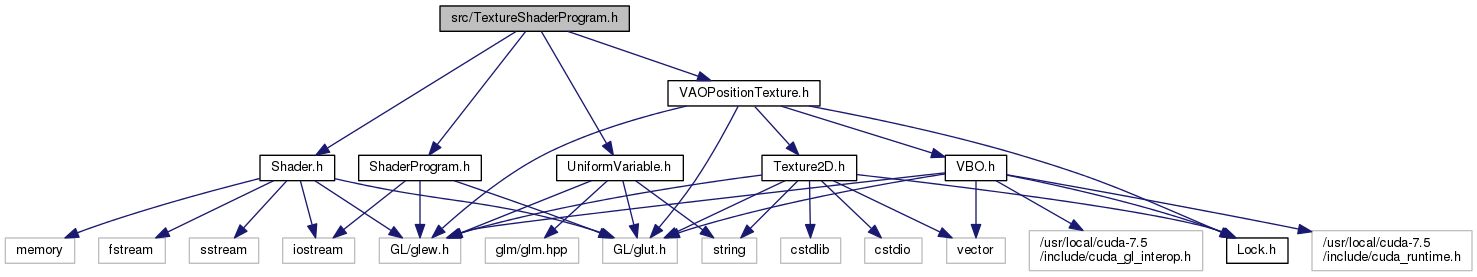 src/TextureShaderProgram.h
VAOPositionTexture.h
Shader.h
ShaderProgram.h
UniformVariable.h
Texture2D.h
VBO.h
memory
fstream
sstream
iostream
GL/glew.h
glm/glm.hpp
GL/glut.h
string
cstdlib
cstdio
vector
/usr/local/cuda-7.5
/include/cuda_gl_interop.h
Lock.h
/usr/local/cuda-7.5
/include/cuda_runtime.h